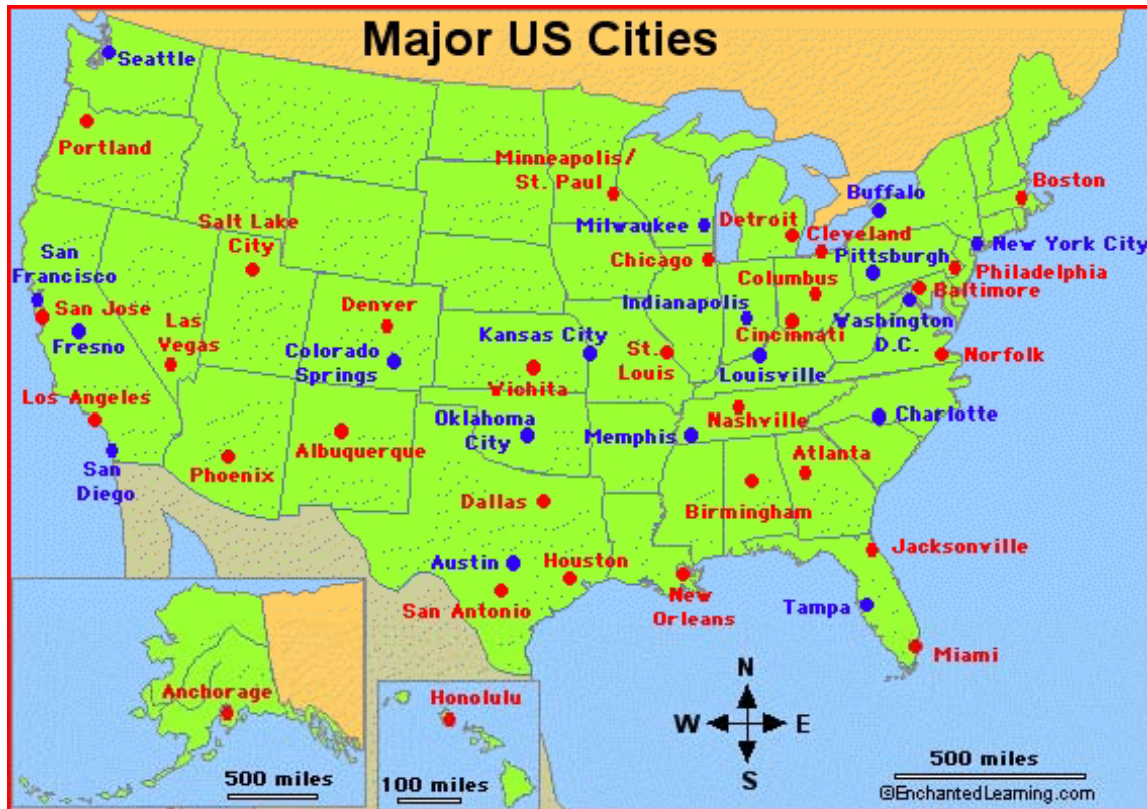 Major US Cities
Seattle
Portland
Minneapolis/
St. Paul
Boston
Buffalo
Salt Lake
City
Milwaukee
Detroit
Cleveland
New York City
San
Francisco
Chicago
Pittsburgh
Philadelphia
Columbus
Baltimore
San Jose
Denver
Indianapolis
Las
Vegas
Fresno
Kansas City
Cincinnati
Washington
D.C.
Colorado
Springs
St.
Louis
Norfolk
Wichita
Louisville
Los Angeles
Oklahoma
City
Memphis
Nashville
Charlotte
Albuquerque
Phoenix
San
Diego
Atlanta
Dallas
Birmingham
Jacksonville
Austin
Houston
San Antonio
New
Orleans
Tampa
Miami
Anchorage
500 miles
Honolulu
100 miles
N
W
E
S
500 miles
©EnchantedLearning.com